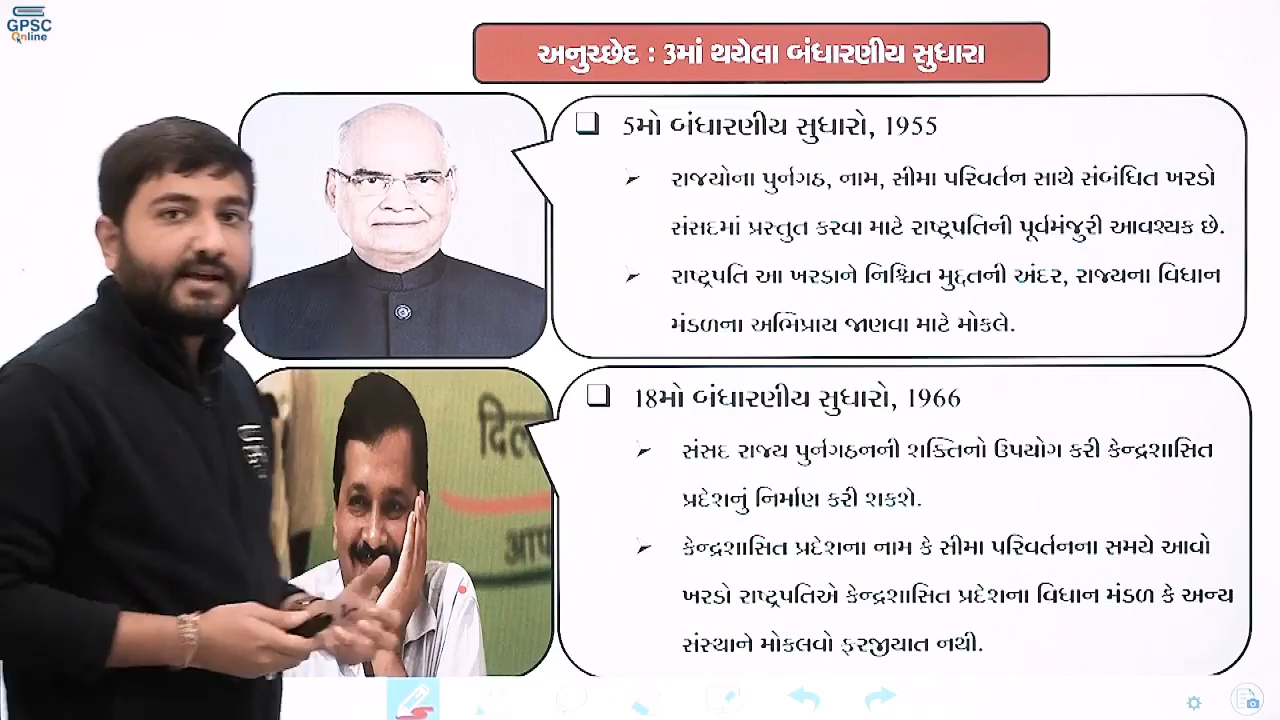 GPSC
Online
અનુચ્છેદ : 3માં થયેલા બંધારણીય સુધારા
❑ 5મો બંધારણીય સુધારો, 1955
➢ રાજ્યોના પુર્નગઠ, નામ, સીમા પરિવર્તન સાથે સંબંધિત ખરડો
સંસદમાં પ્રસ્તુત કરવા માટે રાષ્ટ્રપતિની પૂર્વમંજુરી આવશ્યક છે.
➢ રાષ્ટ્રપતિ આ ખરડાને નિશ્ચિત મુદ્દતની અંદર, રાજ્યના વિધાન
મંડળના અભિપ્રાય જાણવા માટે મોકલે.
❑ 18મો બંધારણીય સુધારો, 1966
➢ સંસદ રાજ્ય પુર્નગઠનની શક્તિનો ઉપયોગ કરી કેન્દ્રશાસિત
પ્રદેશનું નિર્માણ કરી શકશે.
➢ કેન્દ્રશાસિત પ્રદેશના નામ કે સીમા પરિવર્તનના સમયે આવો
ખરડો રાષ્ટ્રપતિએ કેન્દ્રશાસિત પ્રદેશના વિધાન મંડળ કે અન્ય
સંસ્થાને મોકલવો ફરજીયાત નથી.